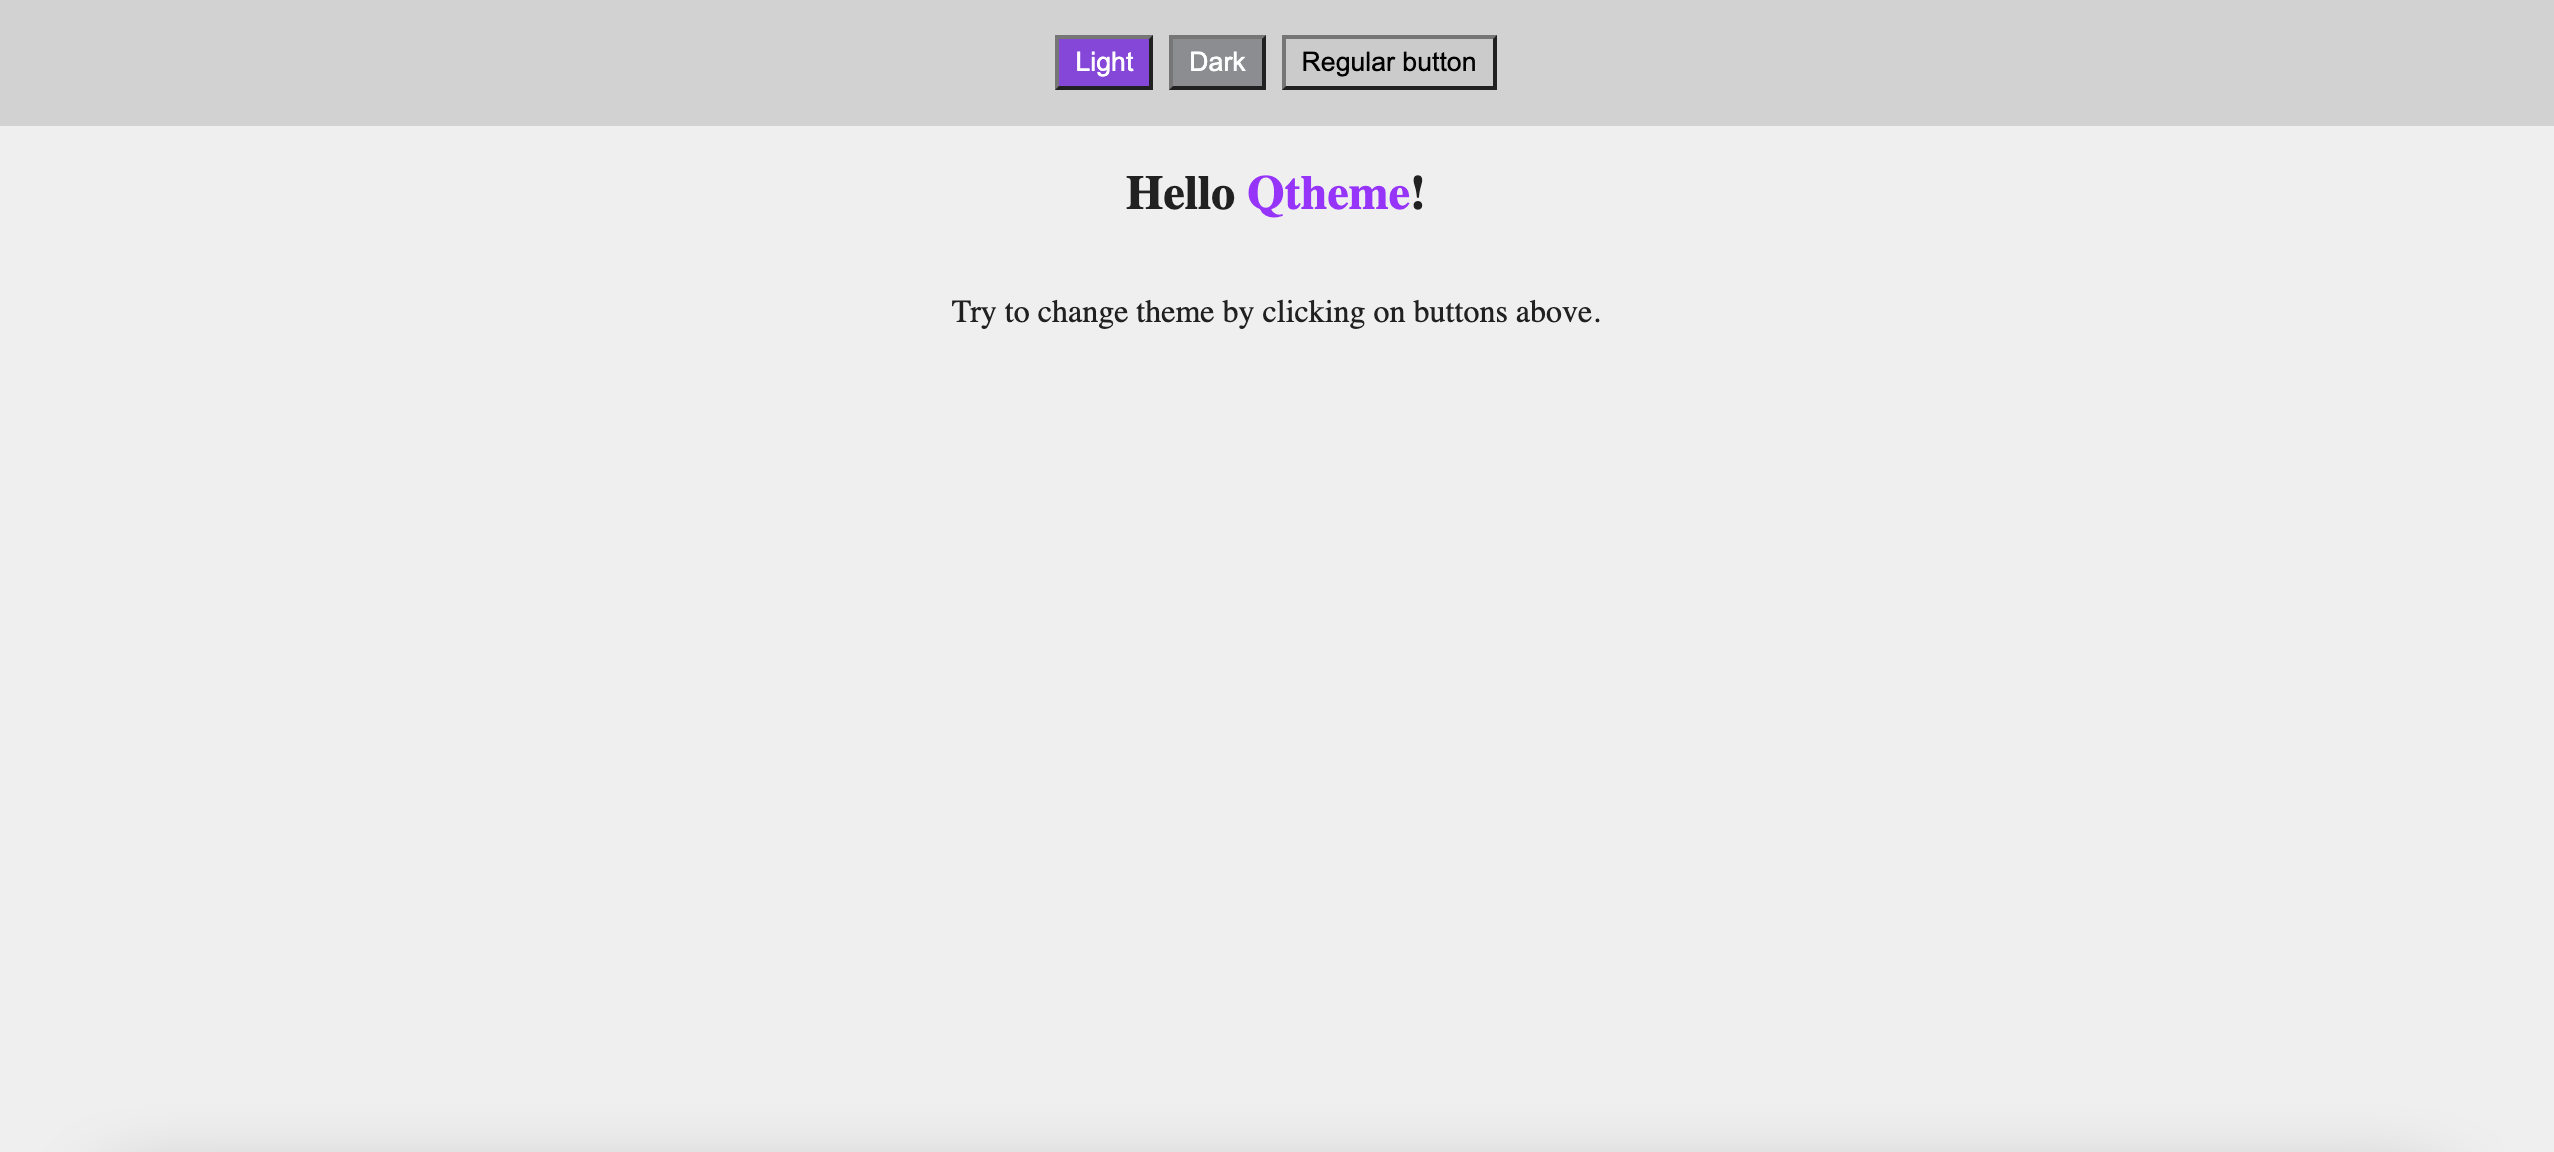 Light Dark Regular button
Hello Qtheme!
Try to change theme by clicking on buttons above.